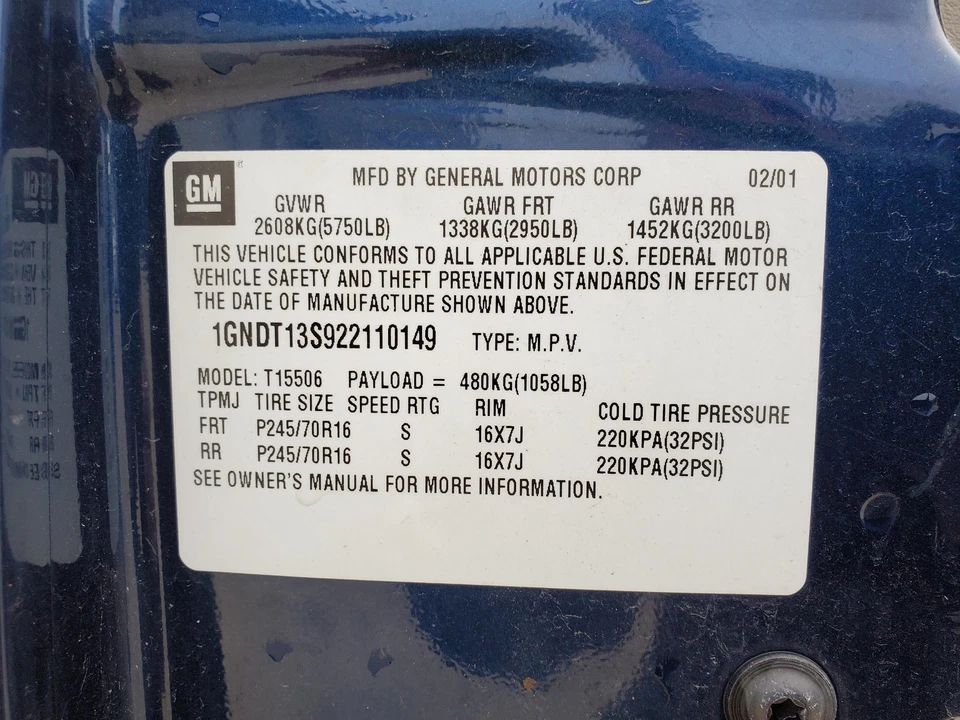 GM MFD BY GENERAL MOTORS CORP 02/01
GVWR GAWR FRT GAWR RR
2608KG(5750LB) 1338KG(2950LB) 1452KG(3200LB)
THIS VEHICLE CONFORMS TO ALL APPLICABLE U.S. FEDERAL MOTOR
VEHICLE SAFETY AND THEFT PREVENTION STANDARDS IN EFFECT ON
THE DATE OF MANUFACTURE SHOWN ABOVE.
1GNDT13S922110149 TYPE: M.P.V.
MODEL: T15506 PAYLOAD = 480KG(1058LB)
TPMJ TIRE SIZE SPEED RTG RIM COLD TIRE PRESSURE
FRT P245/70R16 S 16X7J 220KPA(32PSI)
RR P245/70R16 S 16X7J 220KPA(32PSI)
SEE OWNER'S MANUAL FOR MORE INFORMATION.